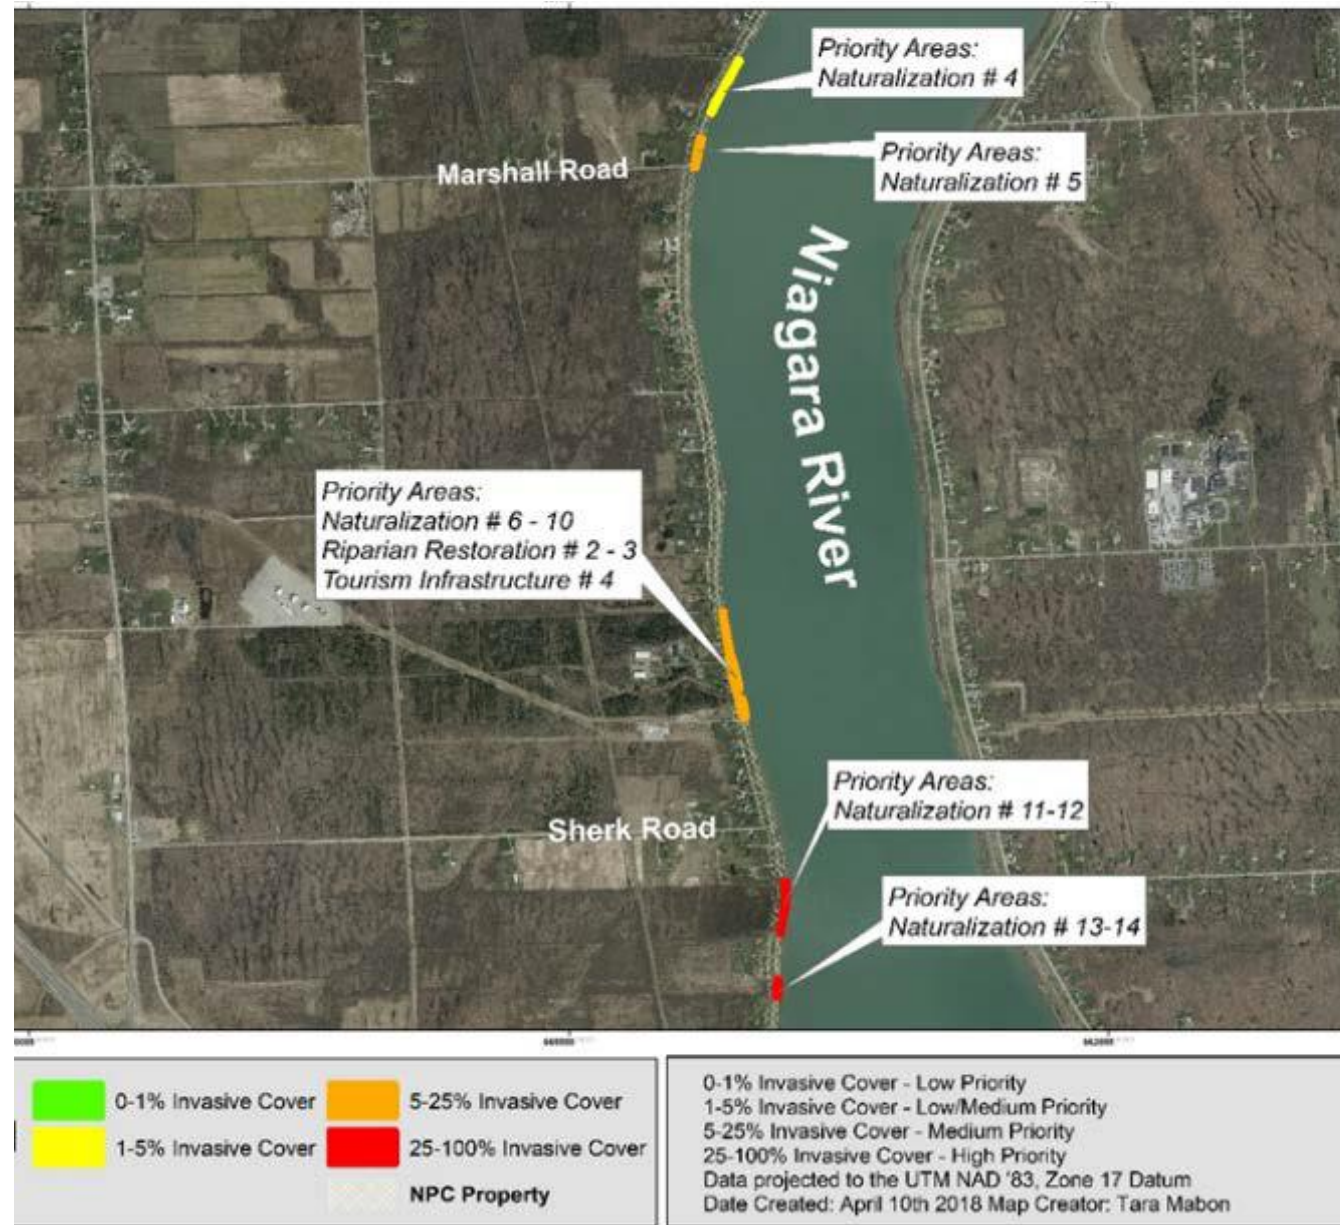 Priority Areas:
Naturalization # 4
Priority Areas:
Naturalization # 5
Marshall Road
Niagara River
Priority Areas:
Naturalization # 6 - 10
Riparian Restoration # 2 - 3
Tourism Infrastructure # 4
Priority Areas:
Naturalization # 11-12
Sherk Road
Priority Areas:
Naturalization # 13-14
0-1% Invasive Cover
5-25% Invasive Cover
1-5% Invasive Cover
25-100% Invasive Cover
NPC Property
0-1% Invasive Cover - Low Priority
1-5% Invasive Cover - Low/Medium Priority
5-25% Invasive Cover - Medium Priority
25-100% Invasive Cover - High Priority
Data projected to the UTM NAD '83, Zone 17 Datum
Date Created: April 10th 2018 Map Creator: Tara Mabon